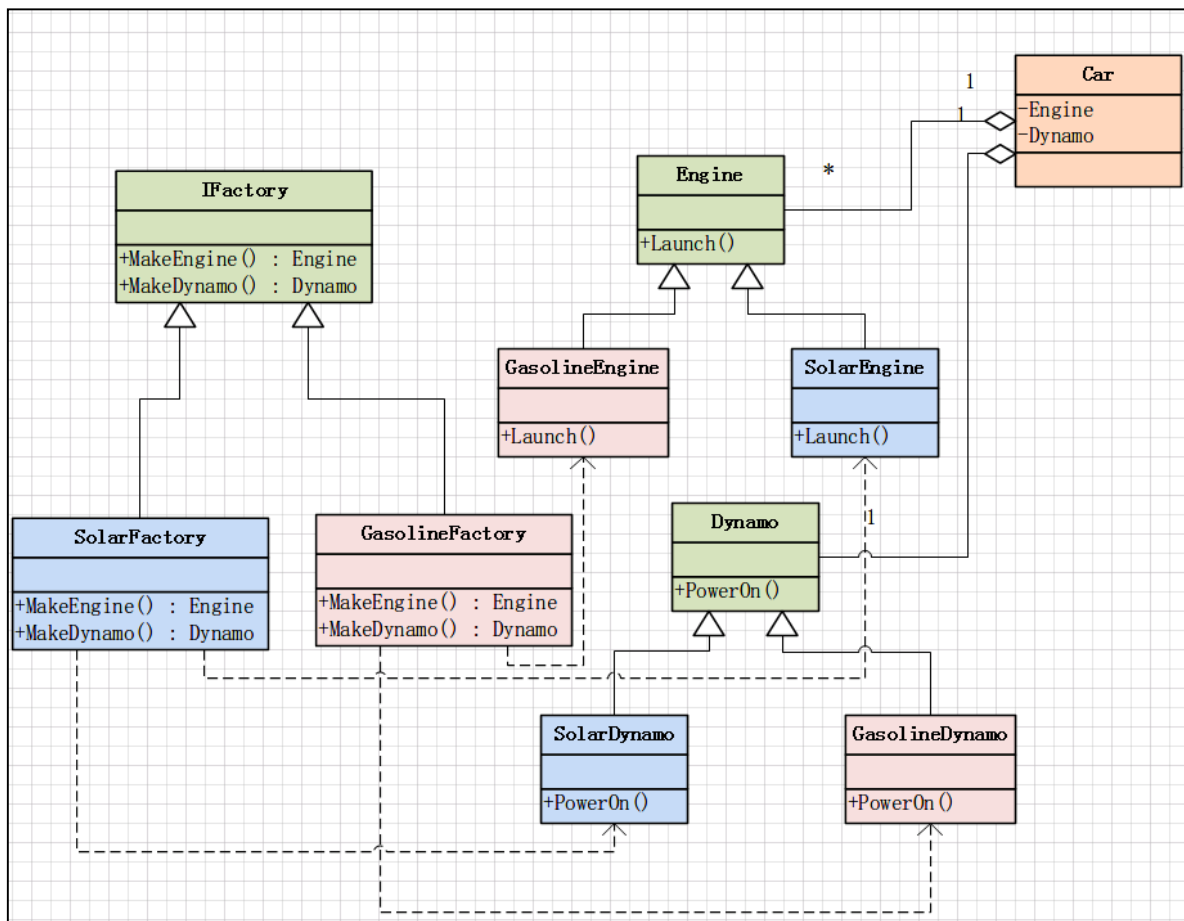 1
Car
1
-Engine
-Dynamo
Engine
*
+Launch()
IFactory
+MakeEngine() : Engine
+MakeDynamo() : Dynamo
GasolineEngine
+Launch()
SolarEngine
+Launch()
SolarFactory
+MakeEngine() : Engine
+MakeDynamo() : Dynamo
GasolineFactory
+MakeEngine() : Engine
+MakeDynamo() : Dynamo
Dynamo
1
+PowerOn()
SolarDynamo
+PowerOn()
GasolineDynamo
+PowerOn()